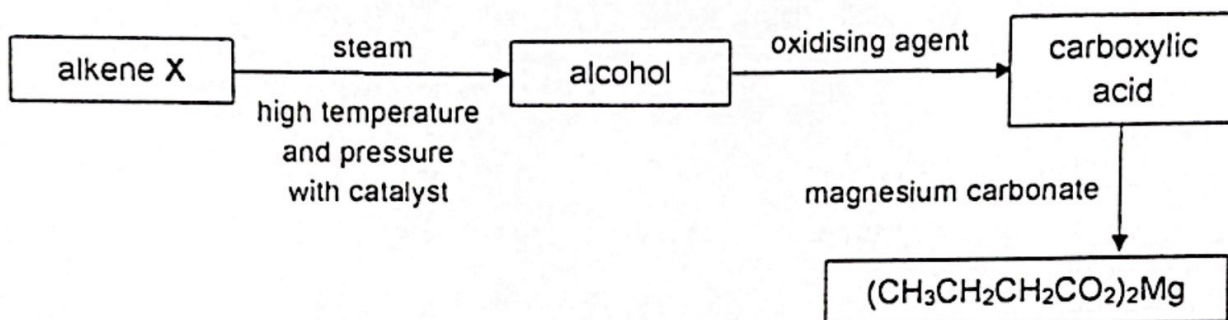 alkene X
steam
high temperature
and pressure
with catalyst
alcohol
oxidising agent
carboxylic
acid
magnesium carbonate
(CH₃CH₂CH₂CO₂)₂Mg